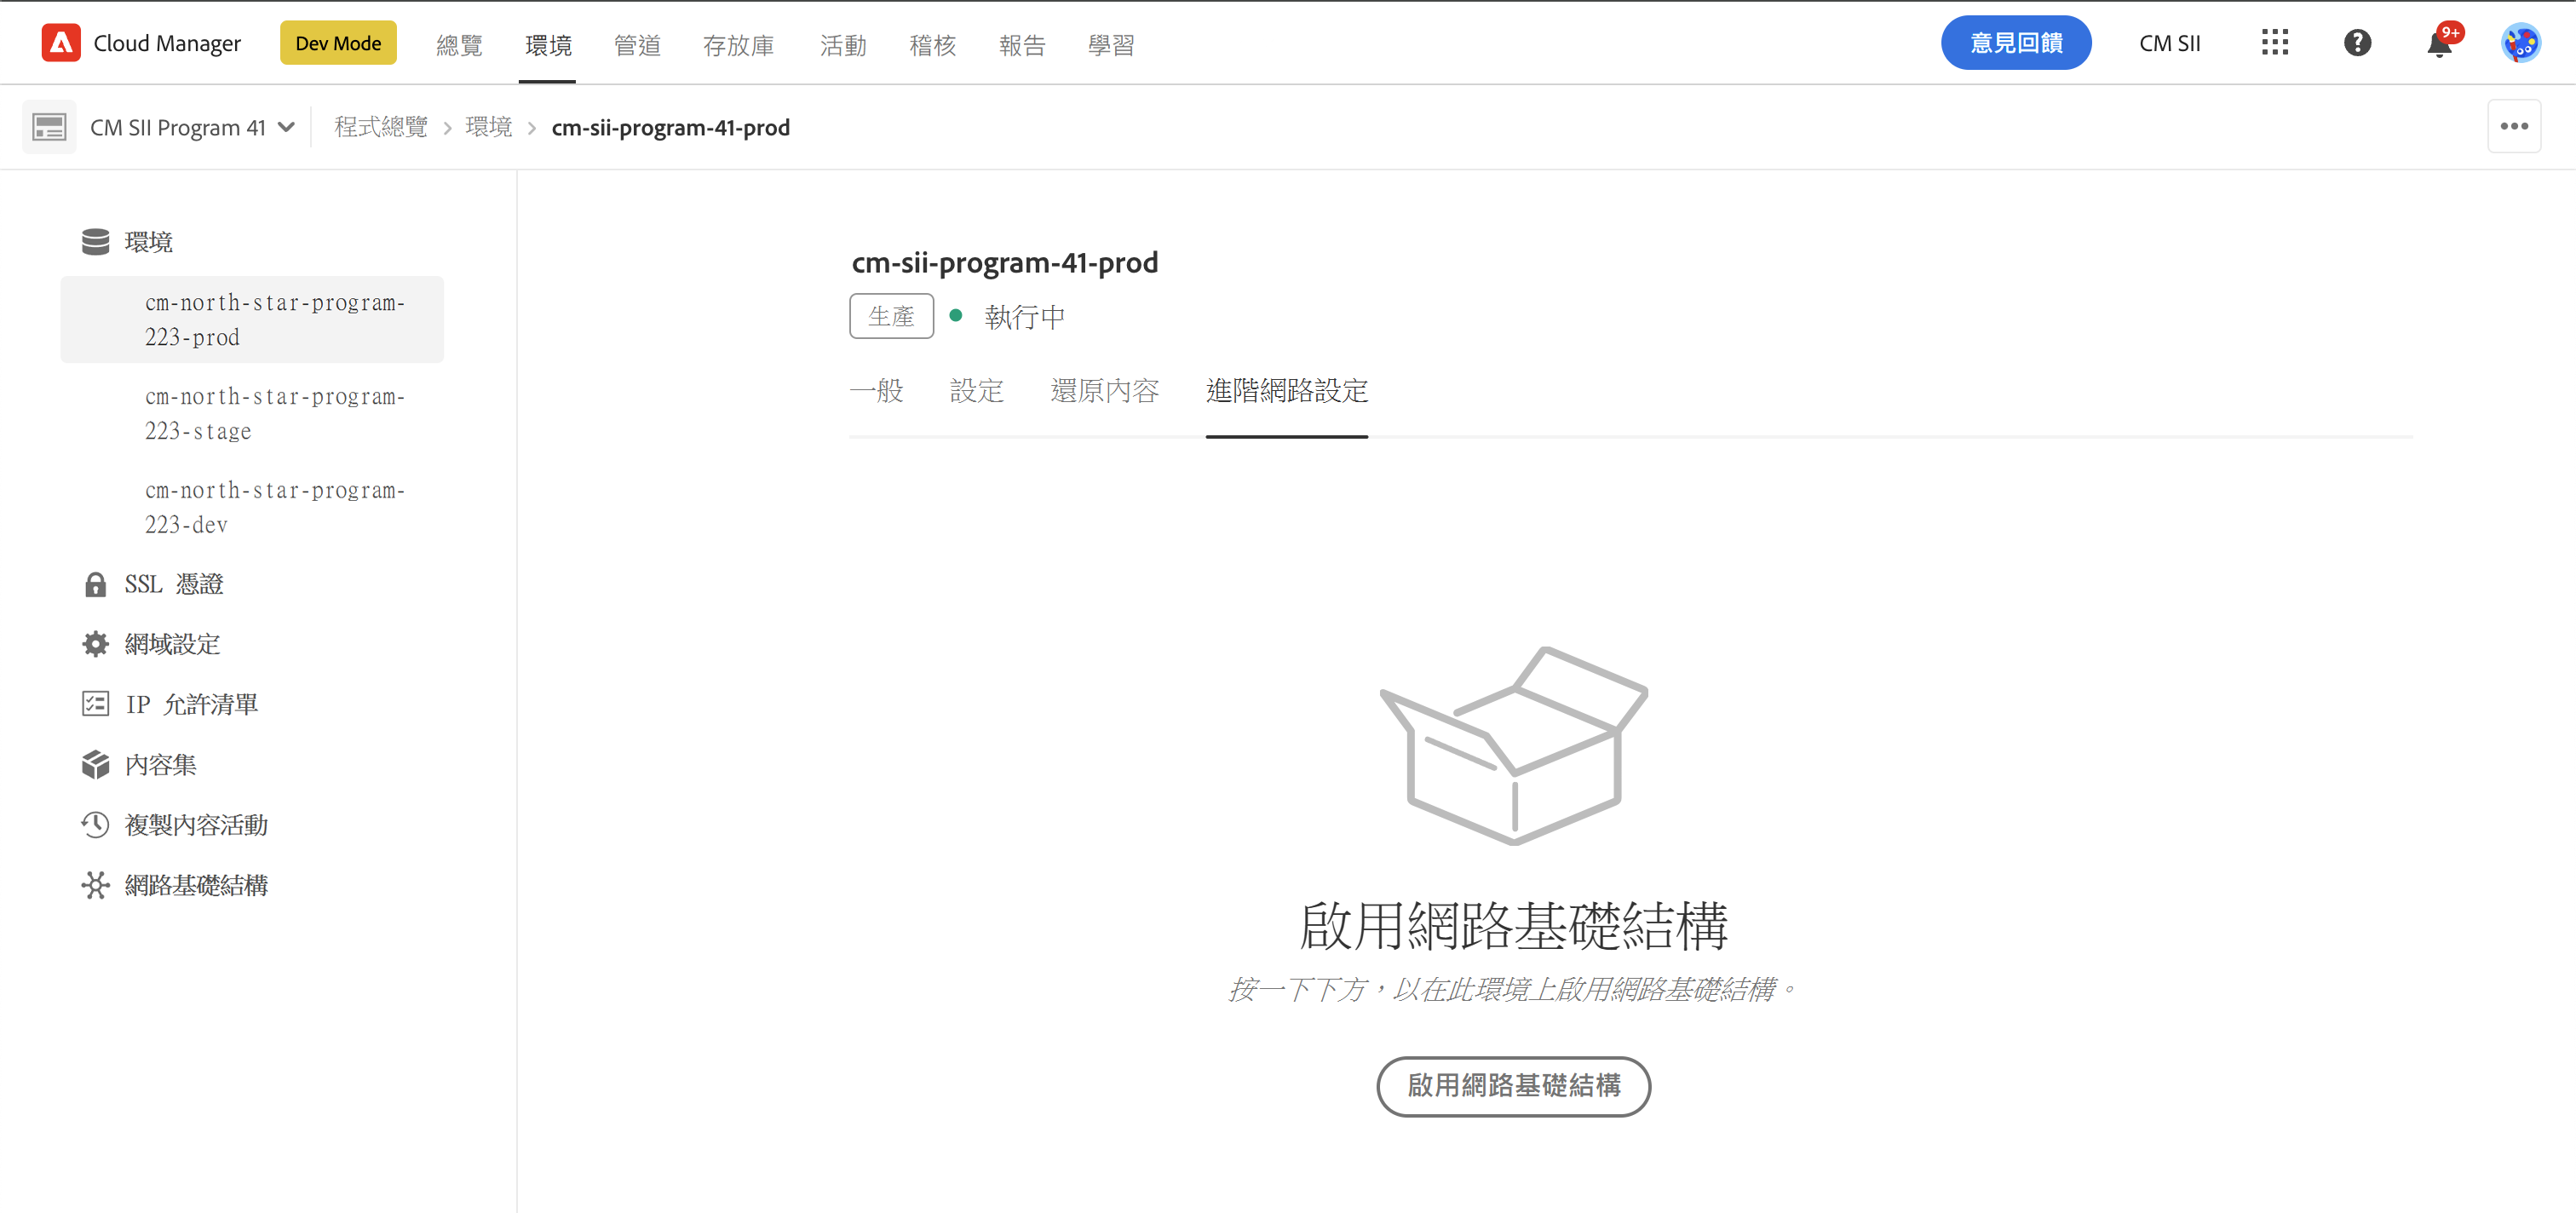 Cloud Manager
Dev Mode
總覽
環境
管道
存放庫
活動
稽核
報告
學習
意見回饋
CM SII
9+
CM SII Program 41
程式總覽
環境
cm-sii-program-41-prod
環境
cm-north-star-program-
223-prod
cm-north-star-program-
223-stage
cm-north-star-program-
223-dev
SSL 憑證
網域設定
IP 允許清單
內容集
複製內容活動
網路基礎結構
cm-sii-program-41-prod
生產
執行中
一般
設定
還原內容
進階網路設定
啟用網路基礎結構
按一下下方，以在此環境上啟用網路基礎結構。
啟用網路基礎結構